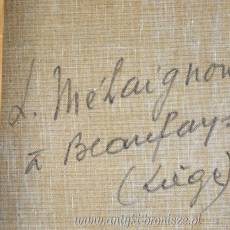 L. Mélaignon
à Beaufays
(Liège)
www.antyki-bronisze.pl